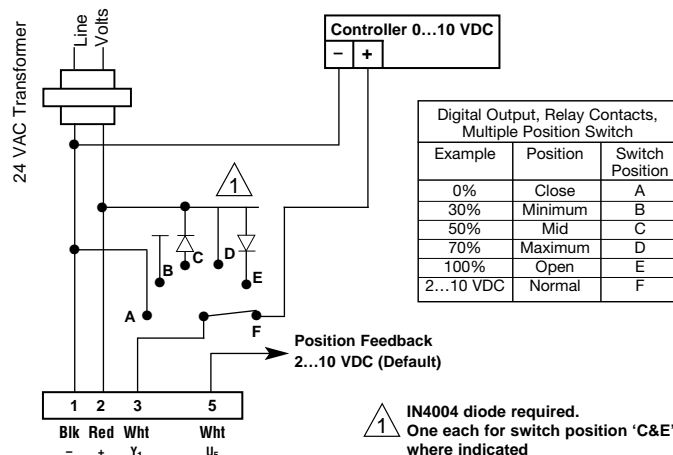 24 VAC Transformer
Line
Volts
Controller 0…10 VDC
– +
Digital Output, Relay Contacts,
Multiple Position Switch
Example Position Switch Position
0% Close A
30% Minimum B
50% Mid C
70% Maximum D
100% Open E
2…10 VDC Normal F
1
B
C
D
E
A
F
Position Feedback
2…10 VDC (Default)
1 2 3 5
Blk Red Wht Wht
– + Y1 U5
1
IN4004 diode required.
One each for switch position ‘C&E’
where indicated